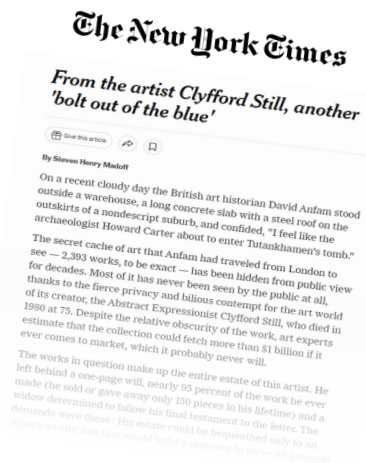 The New York Times
From the artist Clyfford Still, another
'bolt out of the blue'
Give this article
By Steven Henry Madoff
On a recent cloudy day the British art historian David Anfam stood
outside a warehouse, a long concrete slab with a steel roof on the
outskirts of a nondescript suburb, and confided, "I feel like the
archaeologist Howard Carter about to enter Tutankhamen's tomb."
The secret cache of art that Anfam had traveled from London to
see — 2,393 works, to be exact — has been hidden from public view
for decades. Most of it has never been seen by the public at all,
thanks to the fierce privacy and bilious contempt for the art world
of its creator, the Abstract Expressionist Clyfford Still, who died in
1980 at 75. Despite the relative obscurity of the work, art experts
estimate that the collection could fetch more than $1 billion if it
ever comes to market, which it probably never will.
The works in question make up the entire estate of this artist. He
left behind a one-page will, nearly 95 percent of the work he ever
made (he sold or gave away only 150 pieces in his lifetime) and a
widow determined to follow his final testament to the letter. The
demands were these: His estate could be bequeathed only to an
American city, one that would build a museum to serve as a temple